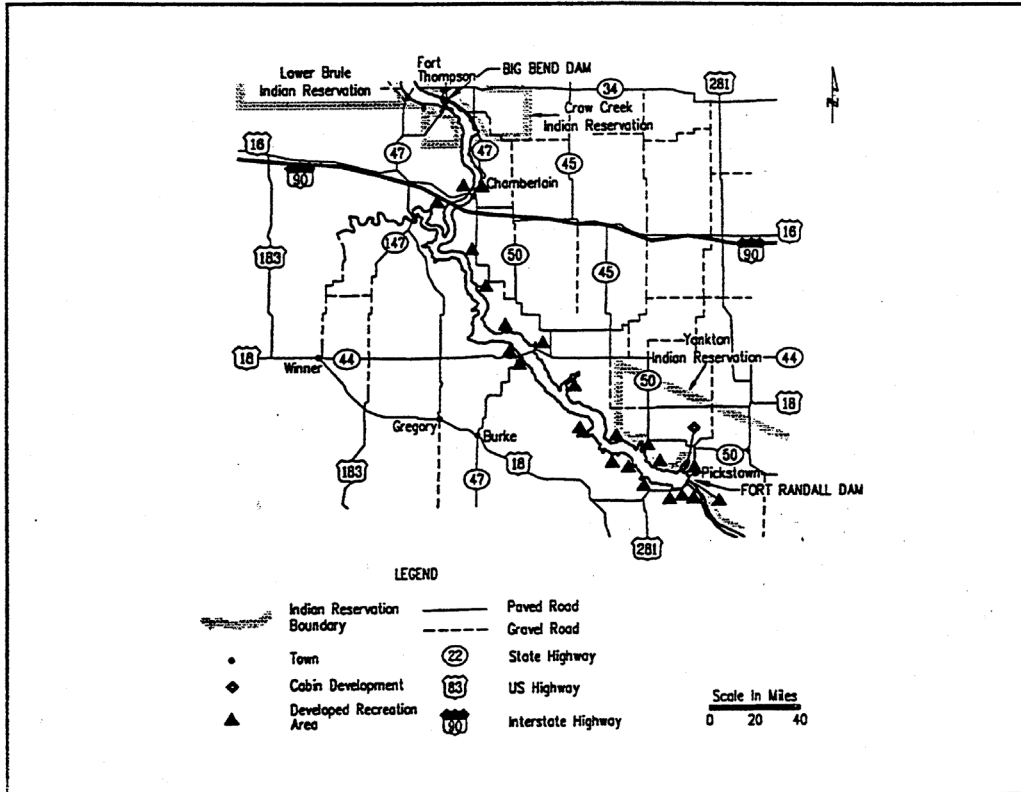 Lower Brule
Indian Reservation
Fort
Thompson
BIG BEND DAM
281
34
Crow Creek
Indian Reservation
N
16
47
47
45
90
Chamberlain
147
50
16
183
45
90
Yankton
Indian Reservation
18
44
44
Winner
50
18
Gregory
Burke
50
183
18
Pickstown
47
FORT RANDALL DAM
281
LEGEND
Indian Reservation
Boundary
Paved Road
Gravel Road
Town
22
State Highway
Cabin Development
183
US Highway
Developed Recreation
Area
90
Interstate Highway
Scale In Miles
0 20 40